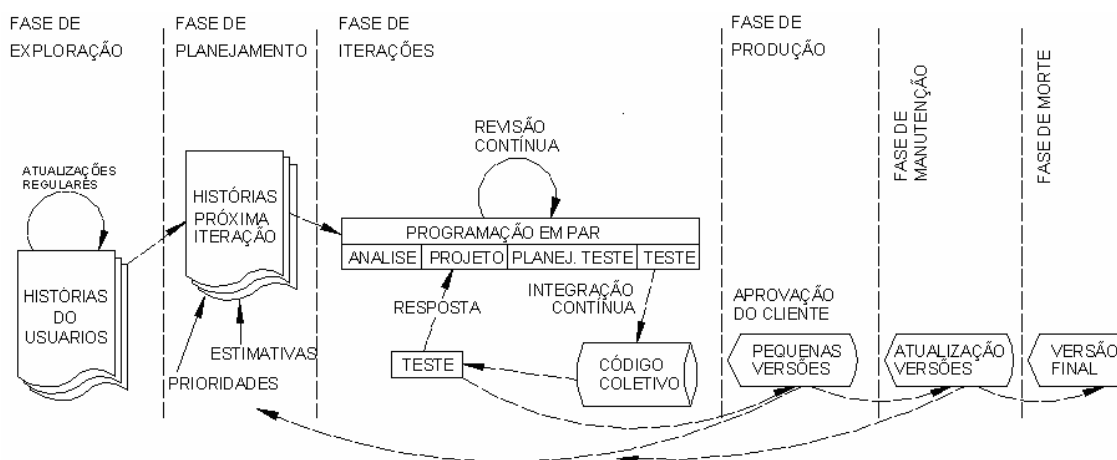 FASE DE
EXPLORAÇÃO
FASE DE
PLANEJAMENTO
FASE DE
ITERAÇÕES
FASE DE
PRODUÇÃO
FASE DE
MANUTENÇÃO
FASE DE MORTE
ATUALIZAÇÕES
REGULARES
HISTÓRIAS
DO
USUARIOS
HISTÓRIAS
PRÓXIMA
ITERAÇÃO
ESTIMATIVAS
PRIORIDADES
REVISÃO
CONTÍNUA
PROGRAMAÇÃO EM PAR
ANALISE
PROJETO
PLANEJ. TESTE
TESTE
RESPOSTA
INTEGRAÇÃO
CONTÍNUA
TESTE
CÓDIGO
COLETIVO
APROVAÇÃO
DO CLIENTE
PEQUENAS
VERSÕES
ATUALIZAÇÃO
VERSÕES
VERSÃO
FINAL